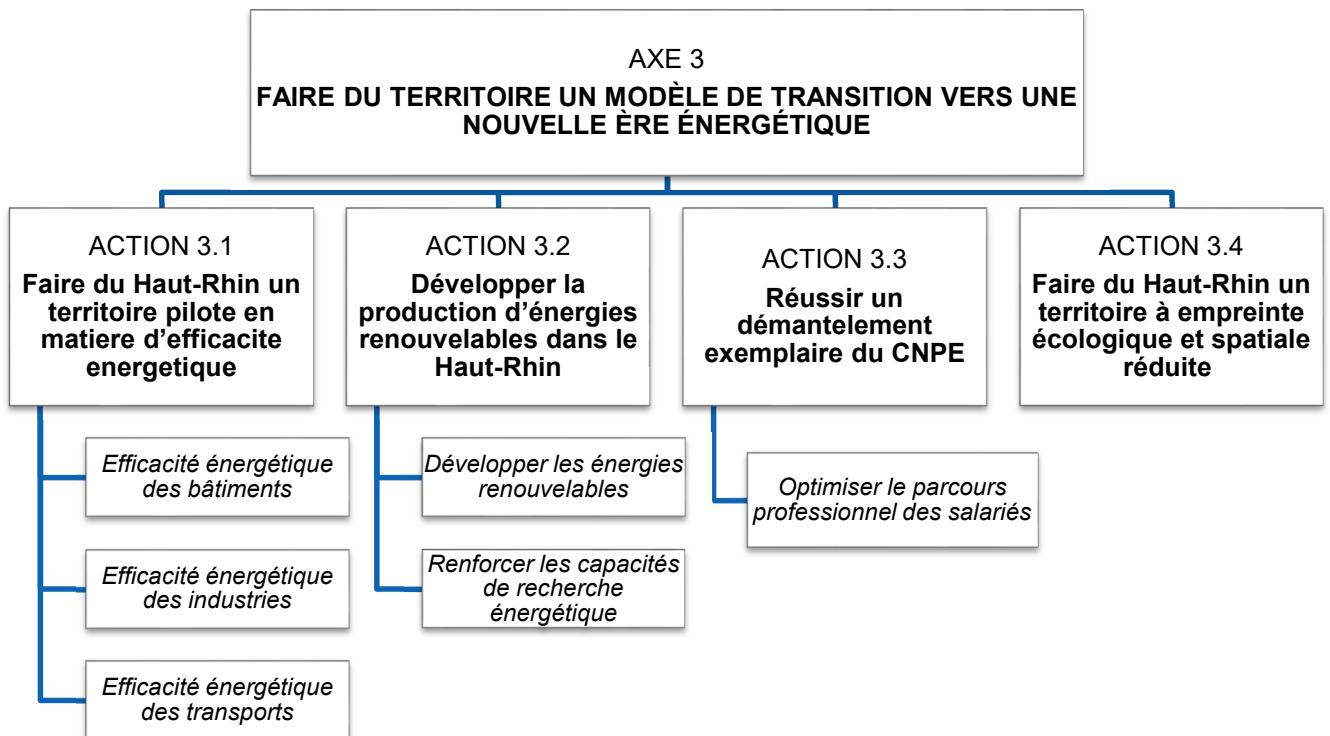 AXE 3
FAIRE DU TERRITOIRE UN MODÈLE DE TRANSITION VERS UNE
NOUVELLE ÈRE ÉNERGÉTIQUE
ACTION 3.1
Faire du Haut-Rhin un
territoire pilote en
matiere d’efficacite
energetique
Efficacité énergétique
des bâtiments
Efficacité énergétique
des industries
Efficacité énergétique
des transports
ACTION 3.2
Développer la
production d’énergies
renouvelables dans le
Haut-Rhin
Développer les énergies
renouvelables
Renforcer les capacités
de recherche
énergétique
ACTION 3.3
Réussir un
démantelement
exemplaire du CNPE
Optimiser le parcours
professionnel des salariés
ACTION 3.4
Faire du Haut-Rhin un
territoire à empreinte
écologique et spatiale
réduite